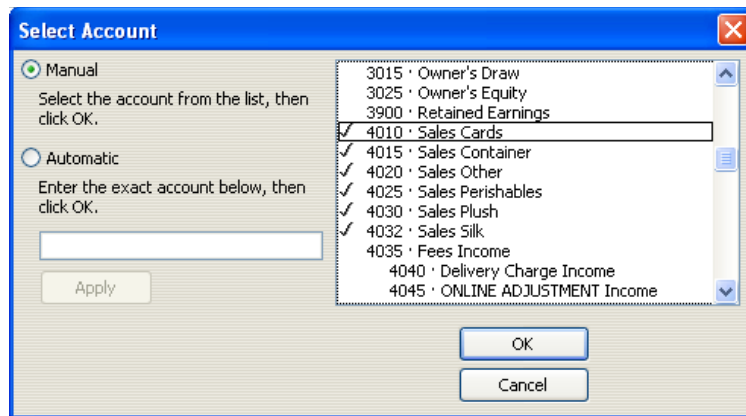 Select Account
Manual
Select the account from the list, then
click OK.
Automatic
Enter the exact account below, then
click OK.
Apply
3015 · Owner's Draw
3025 · Owner's Equity
3900 · Retained Earnings
4010 · Sales Cards
4015 · Sales Container
4020 · Sales Other
4025 · Sales Perishables
4030 · Sales Plush
4032 · Sales Silk
4035 · Fees Income
4040 · Delivery Charge Income
4045 · ONLINE ADJUSTMENT Income
OK
Cancel